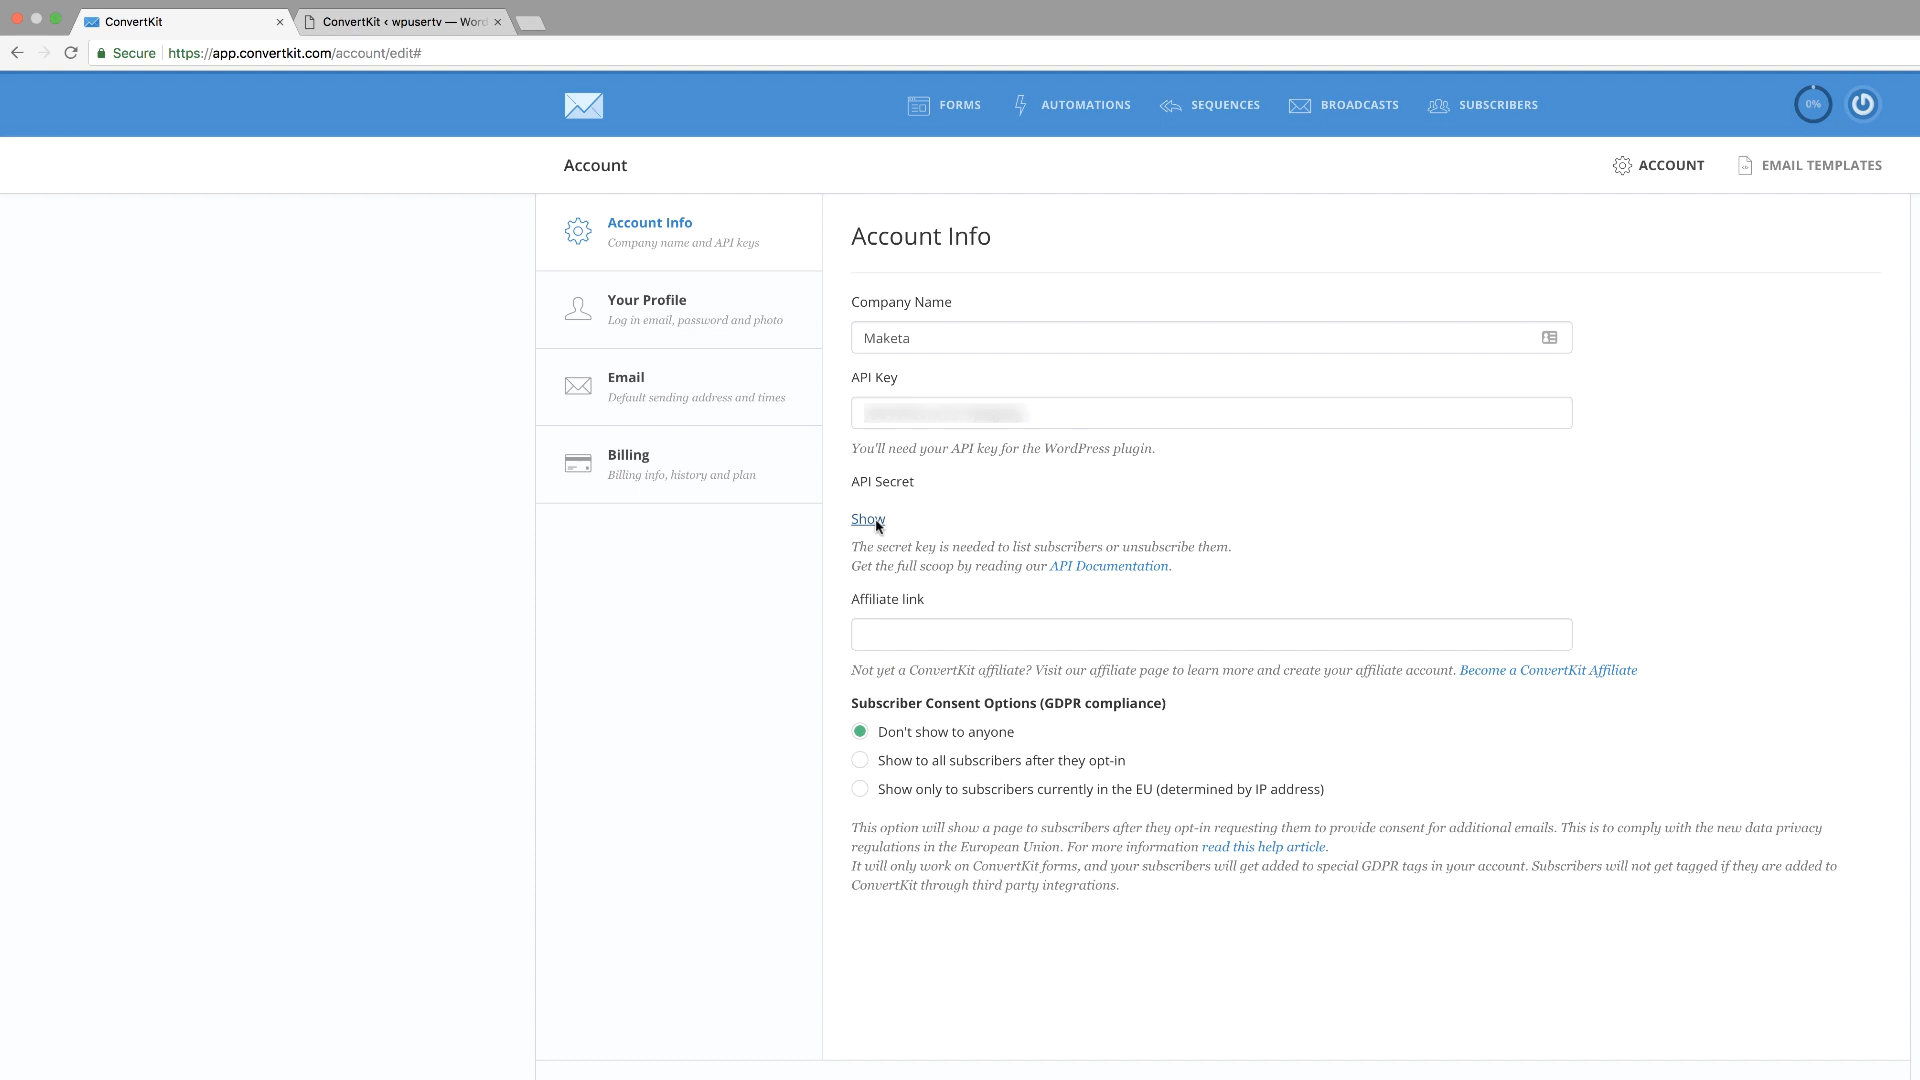 ConvertKit
ConvertKit ‹ wpusertv — Word
Secure
https://app.convertkit.com/account/edit#
FORMS
AUTOMATIONS
SEQUENCES
BROADCASTS
SUBSCRIBERS
0%
Account
ACCOUNT
EMAIL TEMPLATES
Account Info
Company name and API keys
Your Profile
Log in email, password and photo
Email
Default sending address and times
Billing
Billing info, history and plan
Account Info
Company Name
Maketa
API Key
You'll need your API key for the WordPress plugin.
API Secret
Show
The secret key is needed to list subscribers or unsubscribe them.
Get the full scoop by reading our API Documentation.
Affiliate link
Not yet a ConvertKit affiliate? Visit our affiliate page to learn more and create your affiliate account. Become a ConvertKit Affiliate
Subscriber Consent Options (GDPR compliance)
Don't show to anyone
Show to all subscribers after they opt-in
Show only to subscribers currently in the EU (determined by IP address)
This option will show a page to subscribers after they opt-in requesting them to provide consent for additional emails. This is to comply with the new data privacy
regulations in the European Union. For more information read this help article.
It will only work on ConvertKit forms, and your subscribers will get added to special GDPR tags in your account. Subscribers will not get tagged if they are added to
ConvertKit through third party integrations.